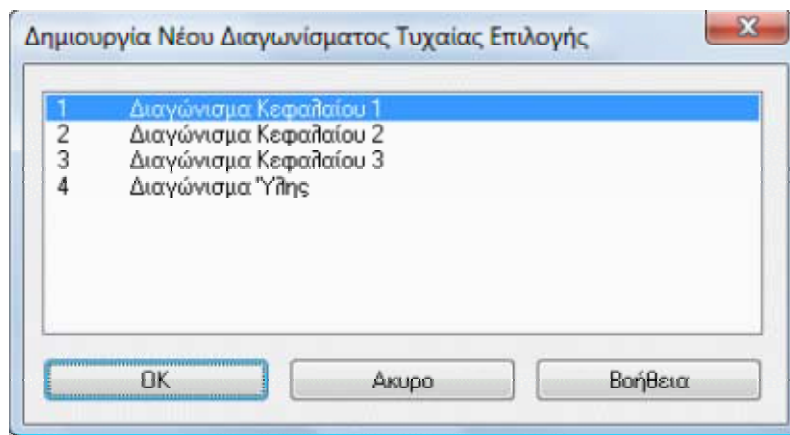 Δημιουργία Νέου Διαγωνίσματος Τυχαίας Επιλογής
1 Διαγώνισμα Κεφαλαίου 1
2 Διαγώνισμα Κεφαλαίου 2
3 Διαγώνισμα Κεφαλαίου 3
4 Διαγώνισμα Ύλης
OK Ακυρο Βοήθεια